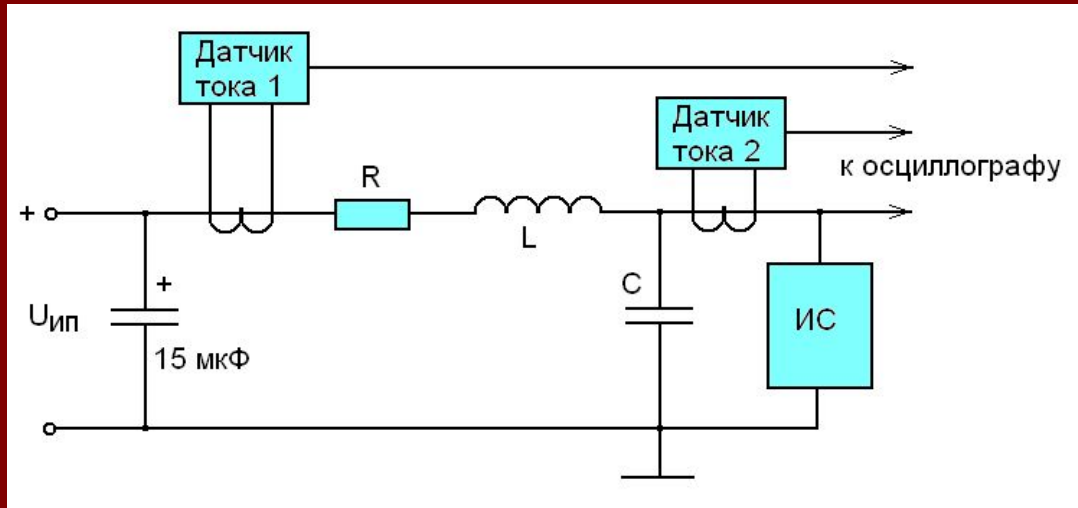 Датчик
тока 1
Датчик
тока 2
к осциллографу
R
+
L
+
C
Uип
15 мкФ
ИС